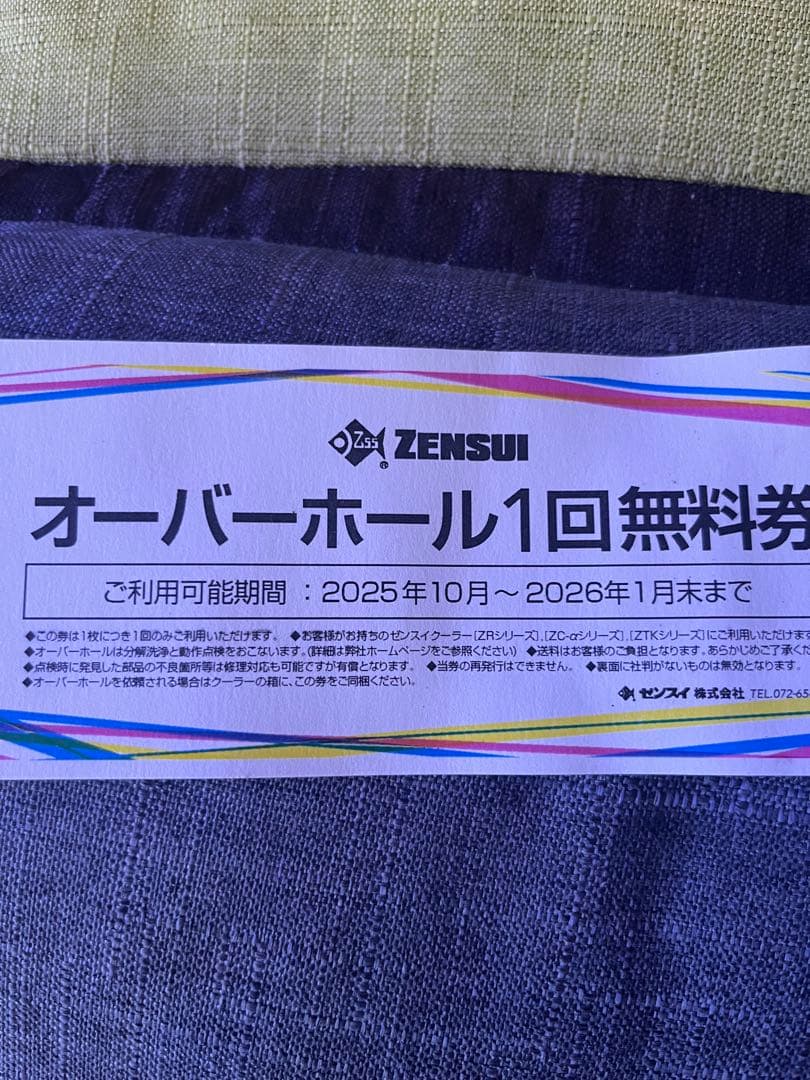 Zss ® ZENSUI
オーバーホール1回無料券
ご利用可能期間 : 2025年10月〜2026年1月末まで
◆この券は1枚につき1回のみご利用いただけます。 ◆お客様がお持ちのゼンスイクーラー[ZRシリーズ]、[ZC-αシリーズ]、[ZTKシリーズ]にご利用いただけます
◆オーバーホールは分解洗浄と動作点検をおこないます。(詳細は弊社ホームページをご参照ください) ◆送料はお客様のご負担となります。あらかじめご了承くだ
◆点検時に発見した部品の不良箇所等は修理対応も可能ですが有償となります。 ◆当券の再発行はできません。 ◆裏面に社判がないものは無効となります。
◆オーバーホールを依頼される場合はクーラーの箱に、この券をご同梱ください。
ゼンスイ 株式会社 TEL.072-65